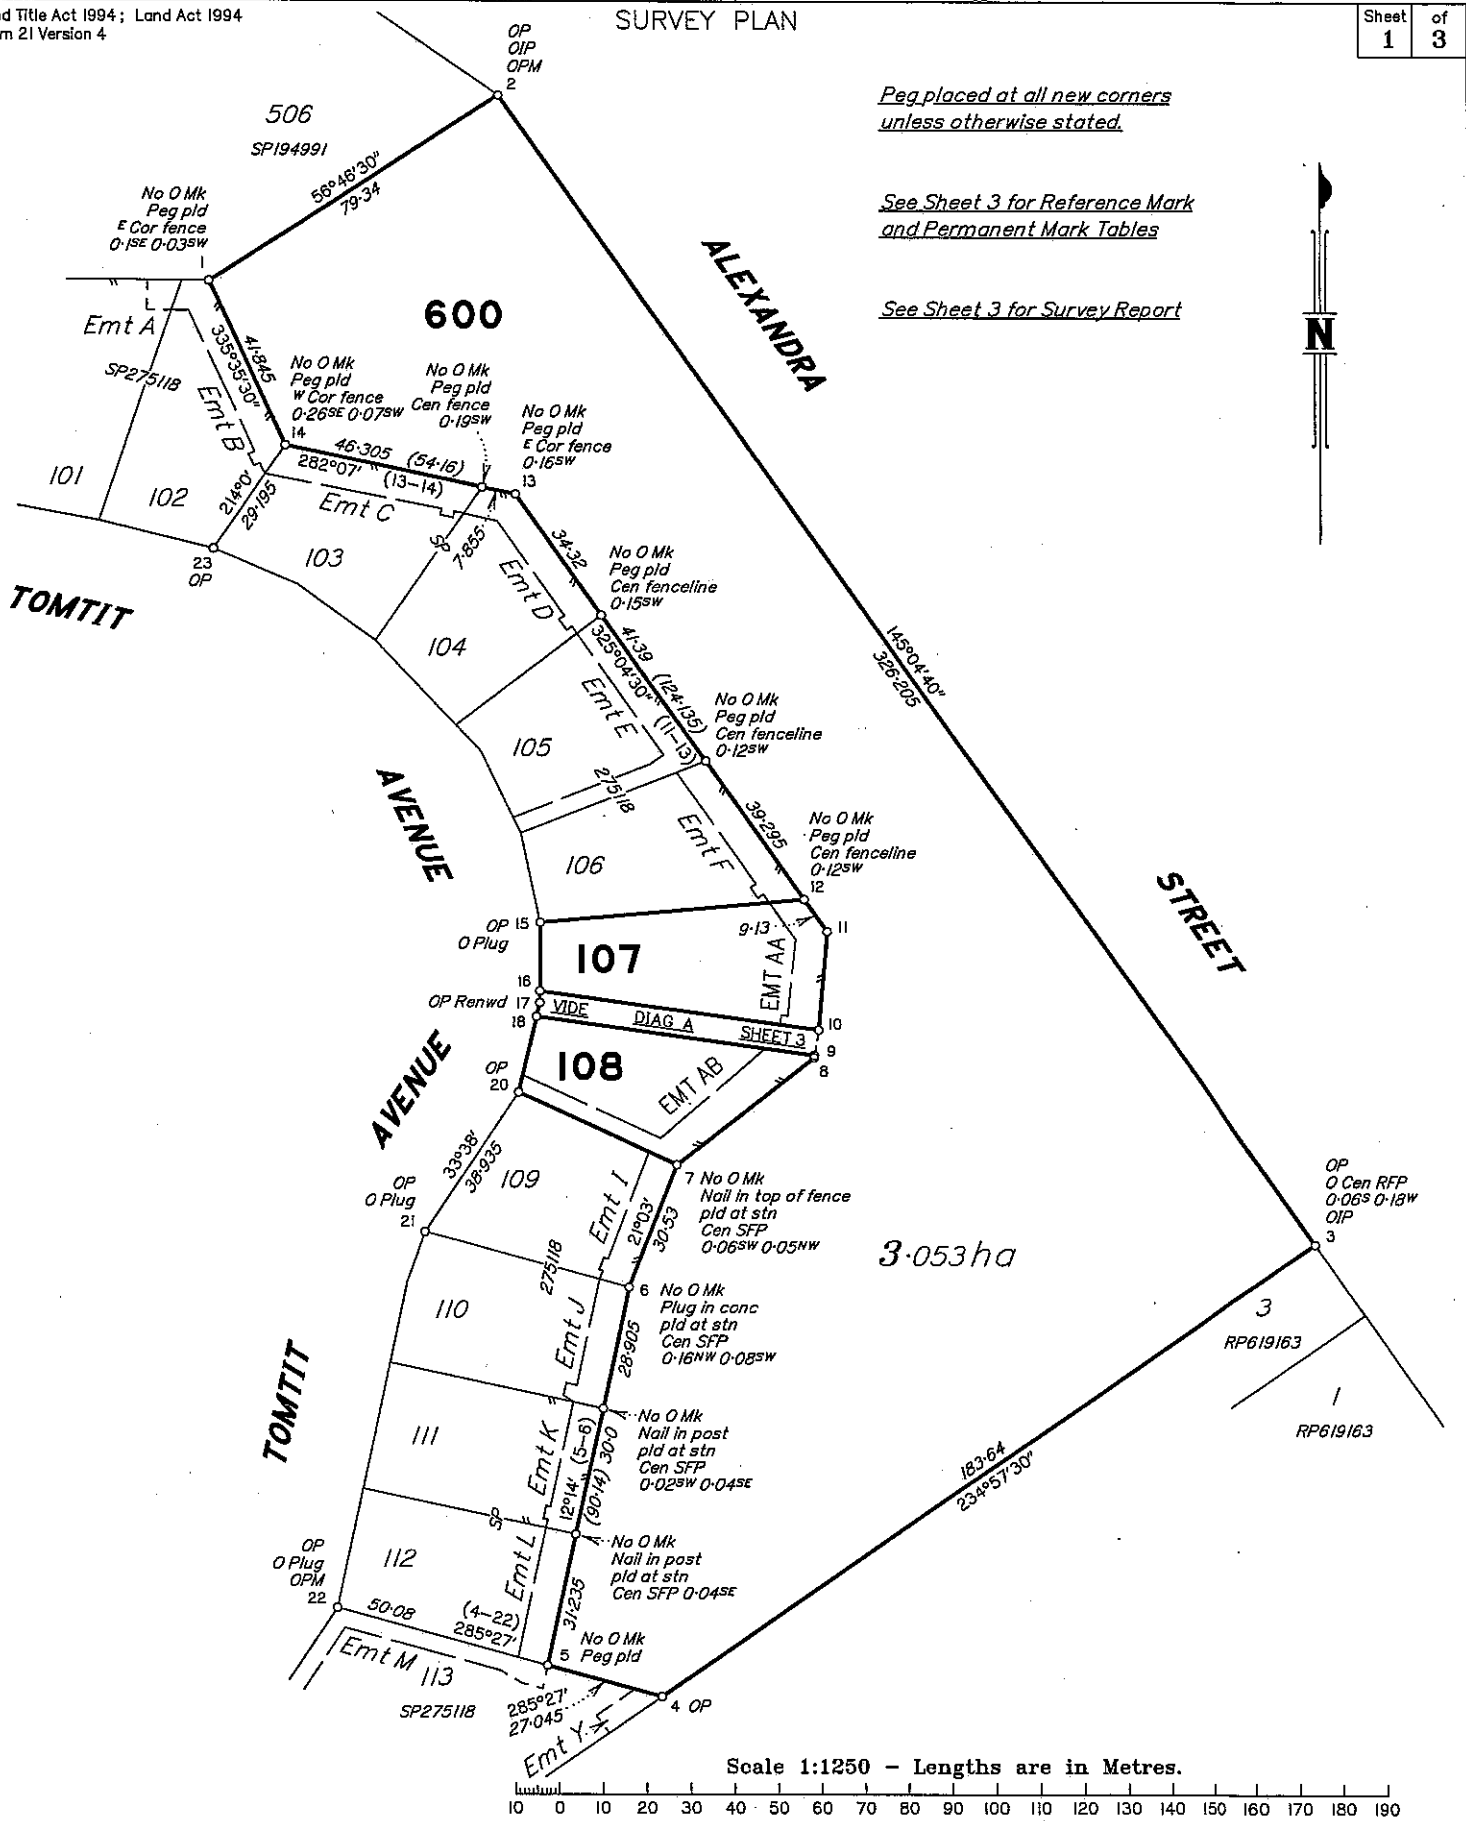 d Title Act 1994 ; Land Act 1994
m 21 Version 4
SURVEY PLAN
Sheet of
1 3
OP
OIP
OPM
2
Peg placed at all new corners
unless otherwise stated.
See Sheet 3 for Reference Mark
and Permanent Mark Tables
See Sheet 3 for Survey Report
N
506
SP194991
56°46'30"
79·34
No O Mk
Peg pld
E Cor fence
0·1SE 0·03SW
1
600
ALEXANDRA
Emt A
SP275118
Emt B
41·845
335°35'30"
No O Mk
Peg pld
W Cor fence
0·26SE 0·07SW
14
No O Mk
Peg pld
Cen fence
0·19SW
No O Mk
Peg pld
E Cor fence
0·16SW
13
46·305 (54·16)
282°07' (13-14)
101
102
214°0'
29·195
Emt C
103
SP
7·855
Emt D
34·32
23
OP
TOMTIT
No O Mk
Peg pld
Cen fenceline
0·15SW
104
41·39 (124·135)
325°04'30" (11-13)
Emt E
145°04'40"
326·205
No O Mk
Peg pld
Cen fenceline
0·12SW
105
275118
AVENUE
Emt F
39·295
No O Mk
Peg pld
Cen fenceline
0·12SW
12
106
STREET
OP 15
O Plug
9·13
11
107
EMT AA
16
OP Renwd 17
18
VIDE DIAG A SHEET 3
10
9
8
AVENUE
OP
20
108
EMT AB
33°38'
38·935
109
OP
O Plug
21
Emt I
21°03'
30·53
7 No O Mk
Nail in top of fence
pld at stn
Cen SFP
0·06SW 0·05NW
OP
O Cen RFP
0·06S 0·18W
OIP
3
3·053ha
275118
6 No O Mk
Plug in conc
pld at stn
Cen SFP
0·16NW 0·08SW
110
Emt J
28·905
3
RP619163
1
RP619163
TOMTIT
111
Emt K
12°14' (5-6)
(90·14) 30·0
No O Mk
Nail in post
pld at stn
Cen SFP
0·02SW 0·04SE
183·64
234°57'30"
SP
OP
O Plug
OPM
22
112
Emt L
No O Mk
Nail in post
pld at stn
Cen SFP 0·04SE
50·08 (4-22)
285°27'
31·235
5 No O Mk
Peg pld
Emt M
113
SP275118
285°27'
27·045
4 OP
Emt Y
Scale 1:1250 - Lengths are in Metres.
10 0 10 20 30 40 50 60 70 80 90 100 110 120 130 140 150 160 170 180 190